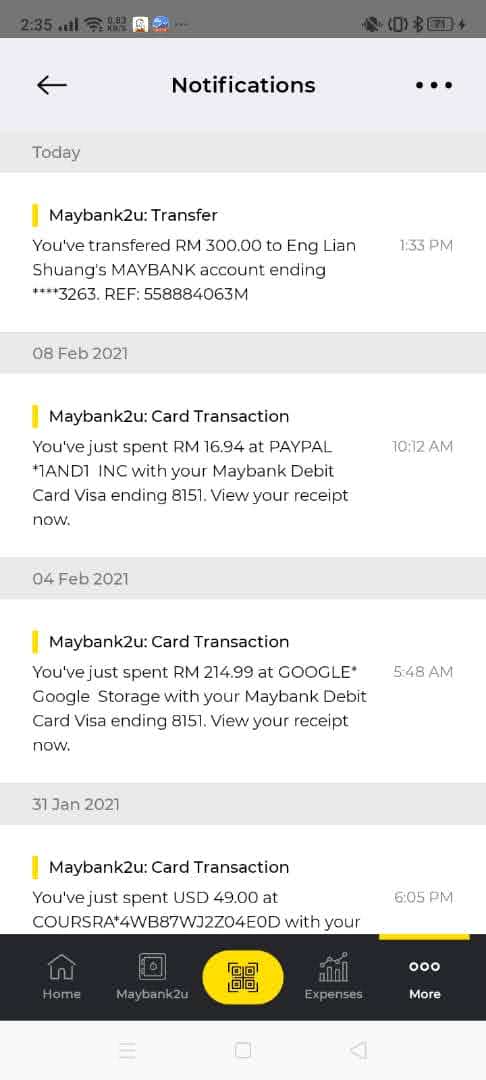 2:35 0.83 KB/S 71
Notifications
Today
Maybank2u: Transfer
You've transfered RM 300.00 to Eng Lian 1:33 PM
Shuang's MAYBANK account ending
****3263. REF: 558884063M
08 Feb 2021
Maybank2u: Card Transaction
You've just spent RM 16.94 at PAYPAL 10:12 AM
*1AND1 INC with your Maybank Debit
Card Visa ending 8151. View your receipt
now.
04 Feb 2021
Maybank2u: Card Transaction
You've just spent RM 214.99 at GOOGLE* 5:48 AM
Google Storage with your Maybank Debit
Card Visa ending 8151. View your receipt
now.
31 Jan 2021
Maybank2u: Card Transaction
You've just spent USD 49.00 at 6:05 PM
COURSRA*4WB87WJ2Z04E0D with your
Home Maybank2u Expenses More